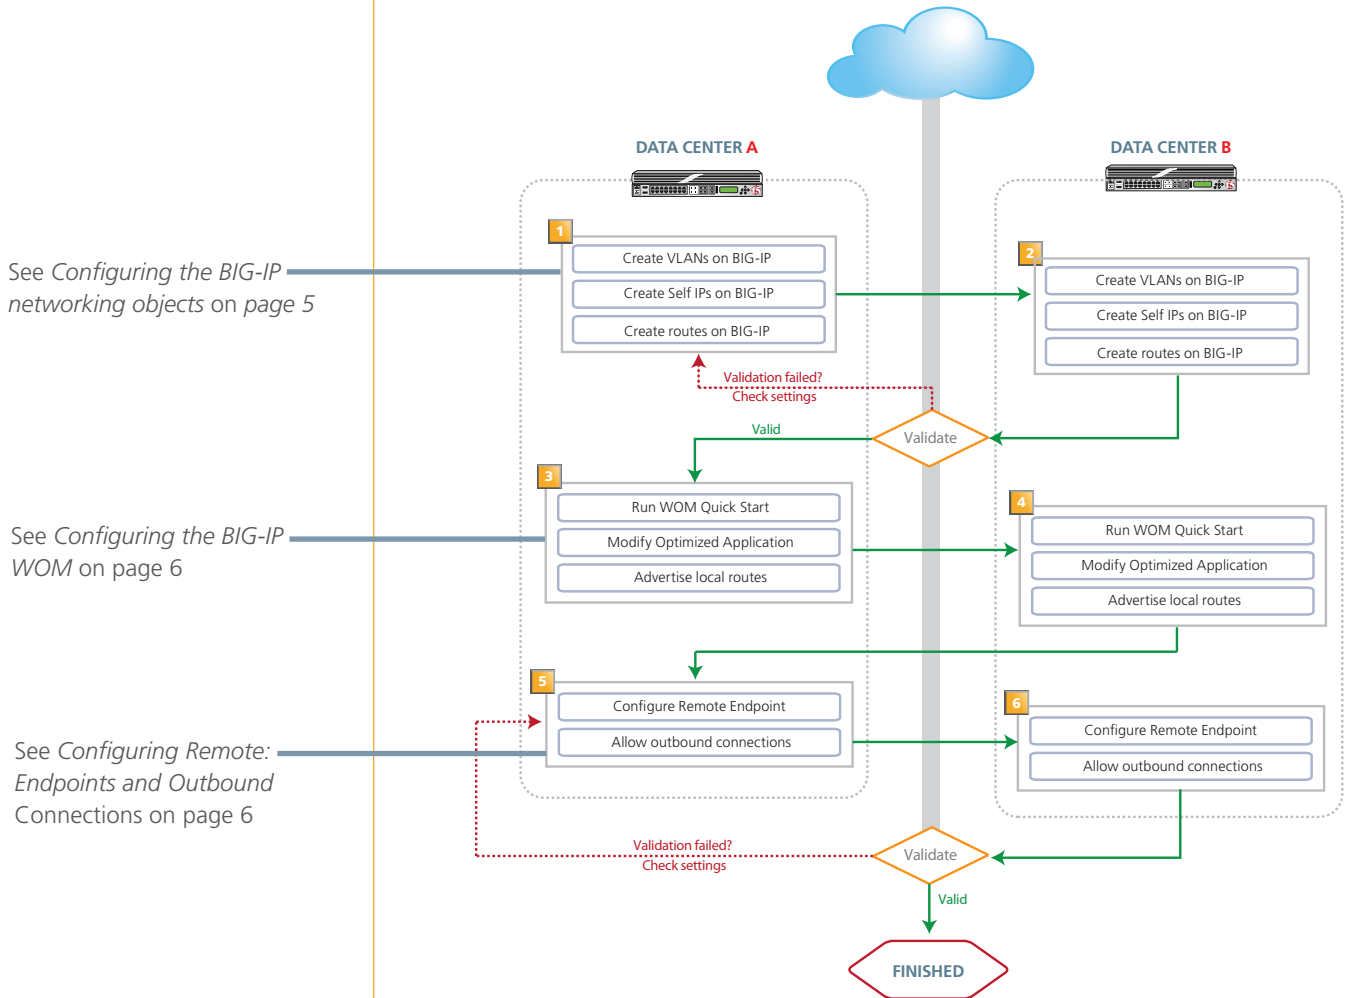 DATA CENTER A
DATA CENTER B
See Configuring the BIG-IP
networking objects on page 5
1
Create VLANs on BIG-IP
Create Self IPs on BIG-IP
Create routes on BIG-IP
2
Create VLANs on BIG-IP
Create Self IPs on BIG-IP
Create routes on BIG-IP
Validation failed?
Check settings
Valid
Validate
See Configuring the BIG-IP
WOM on page 6
3
Run WOM Quick Start
Modify Optimized Application
Advertise local routes
4
Run WOM Quick Start
Modify Optimized Application
Advertise local routes
See Configuring Remote:
Endpoints and Outbound
Connections on page 6
5
Configure Remote Endpoint
Allow outbound connections
6
Configure Remote Endpoint
Allow outbound connections
Validation failed?
Check settings
Validate
Valid
FINISHED